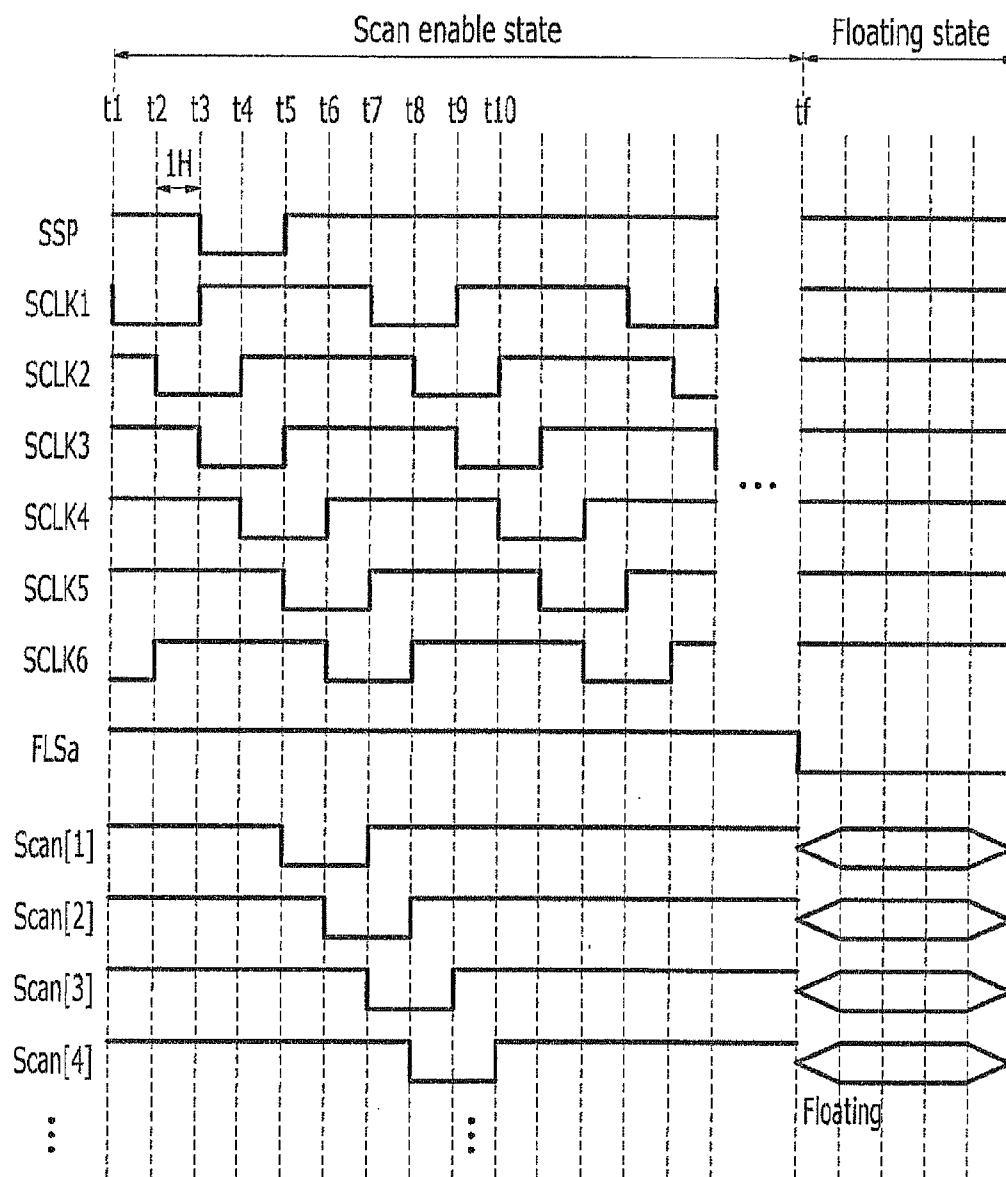 Scan enable state Floating state
t1 t2 t3 t4 t5 t6 t7 t8 t9 t10 tf
1H
SSP
SCLK1
SCLK2
SCLK3
SCLK4
SCLK5
SCLK6
FLSa
Scan[1]
Scan[2]
Scan[3]
Scan[4]
Floating